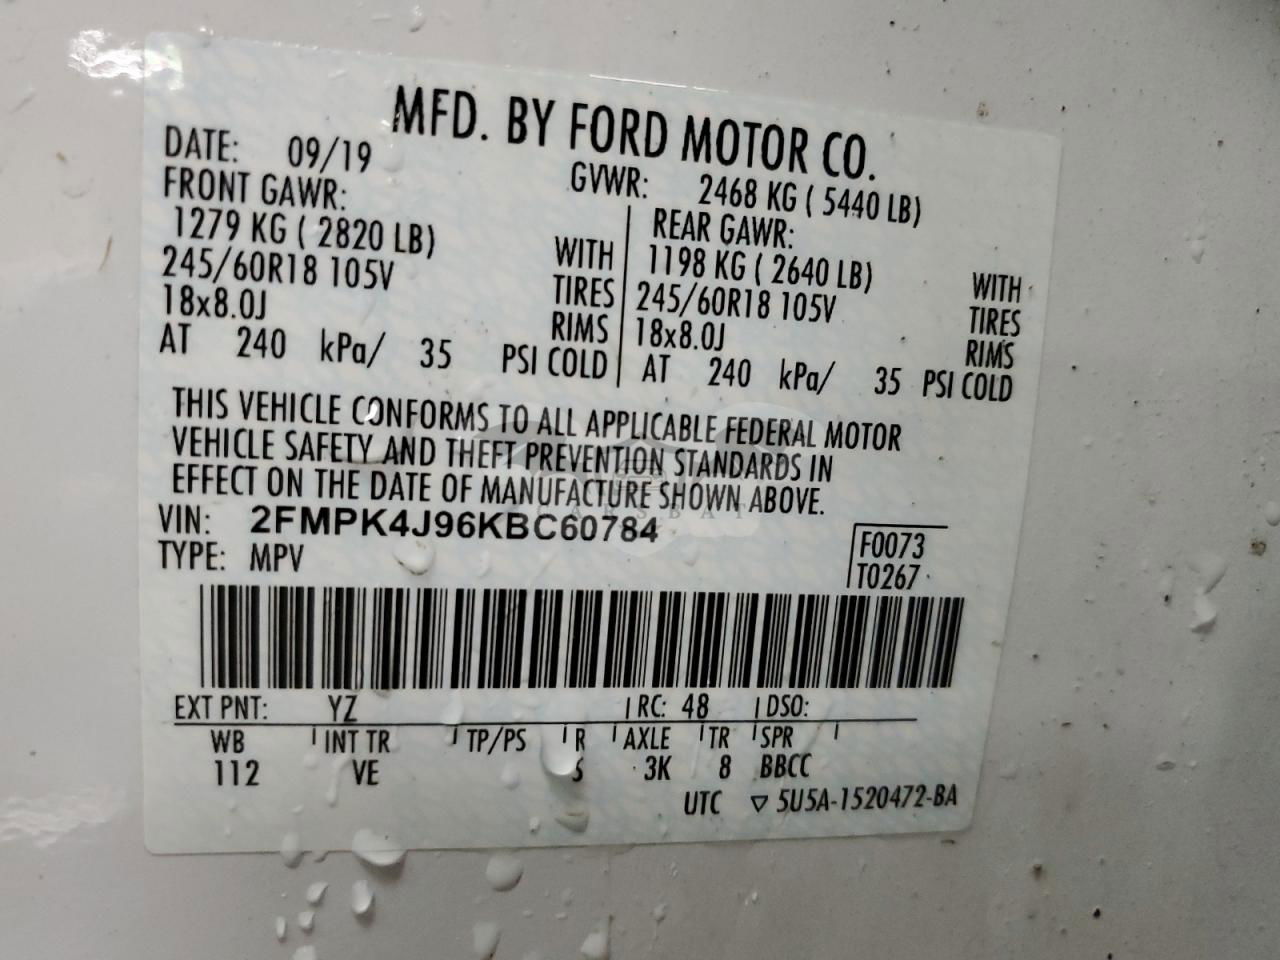 MFD. BY FORD MOTOR CO.
DATE: 09/19 GVWR: 2468 KG ( 5440 LB)
FRONT GAWR: REAR GAWR:
1279 KG ( 2820 LB) WITH 1198 KG ( 2640 LB) WITH
245/60R18 105V TIRES 245/60R18 105V TIRES
18x8.0J RIMS 18x8.0J RIMS
AT 240 kPa/ 35 PSI COLD AT 240 kPa/ 35 PSI COLD
THIS VEHICLE CONFORMS TO ALL APPLICABLE FEDERAL MOTOR
VEHICLE SAFETY AND THEFT PREVENTION STANDARDS IN
EFFECT ON THE DATE OF MANUFACTURE SHOWN ABOVE.
CARSBAT
VIN: 2FMPK4J96KBC60784
F0073
TYPE: MPV
T0267
EXT PNT: YZ RC: 48 DSO:
WB INT TR TP/PS R AXLE TR SPR
112 VE S 3K 8 BBCC
UTC ▽ 5U5A-1520472-BA